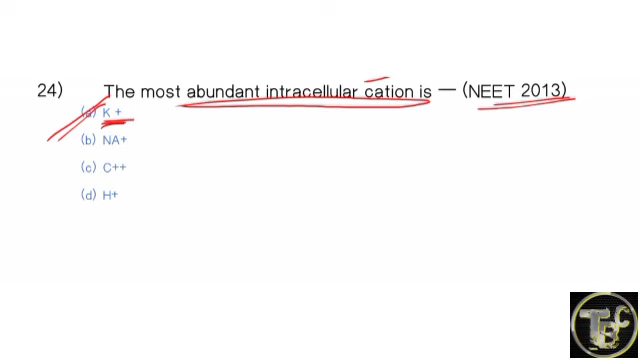 24) The most abundant intracellular cation is — (NEET 2013)
(a) K +
(b) NA+
(c) C++
(d) H+